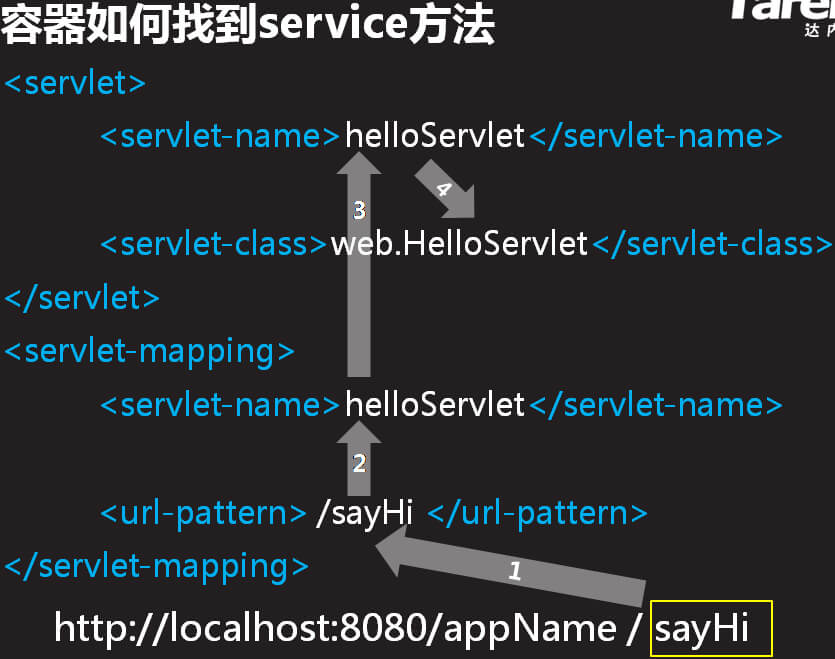 容器如何找到service方法
达内
<servlet>
<servlet-name>helloServlet</servlet-name>
3
4
<servlet-class>web.HelloServlet</servlet-class>
</servlet>
<servlet-mapping>
<servlet-name>helloServlet</servlet-name>
2
<url-pattern> /sayHi </url-pattern>
</servlet-mapping>
1
http://localhost:8080/appName / sayHi